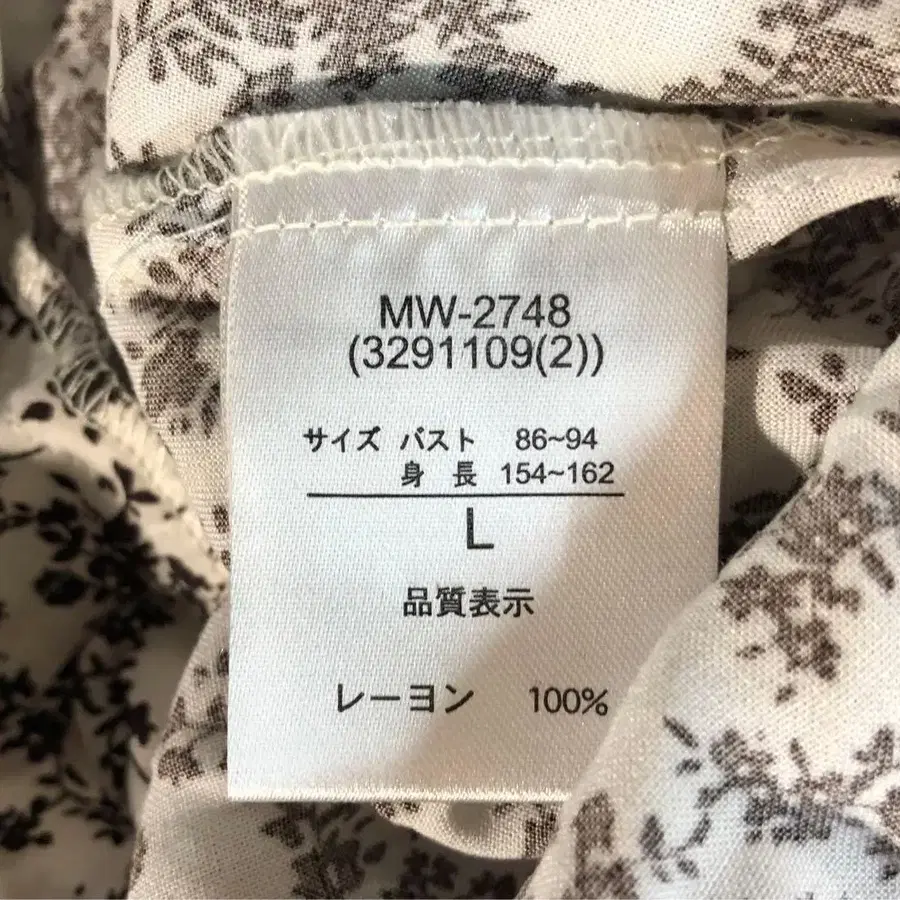 MW-2748
(3291109(2))
サイズ バスト 86~94
身 長 154~162
L
品質表示
レーヨン 100%